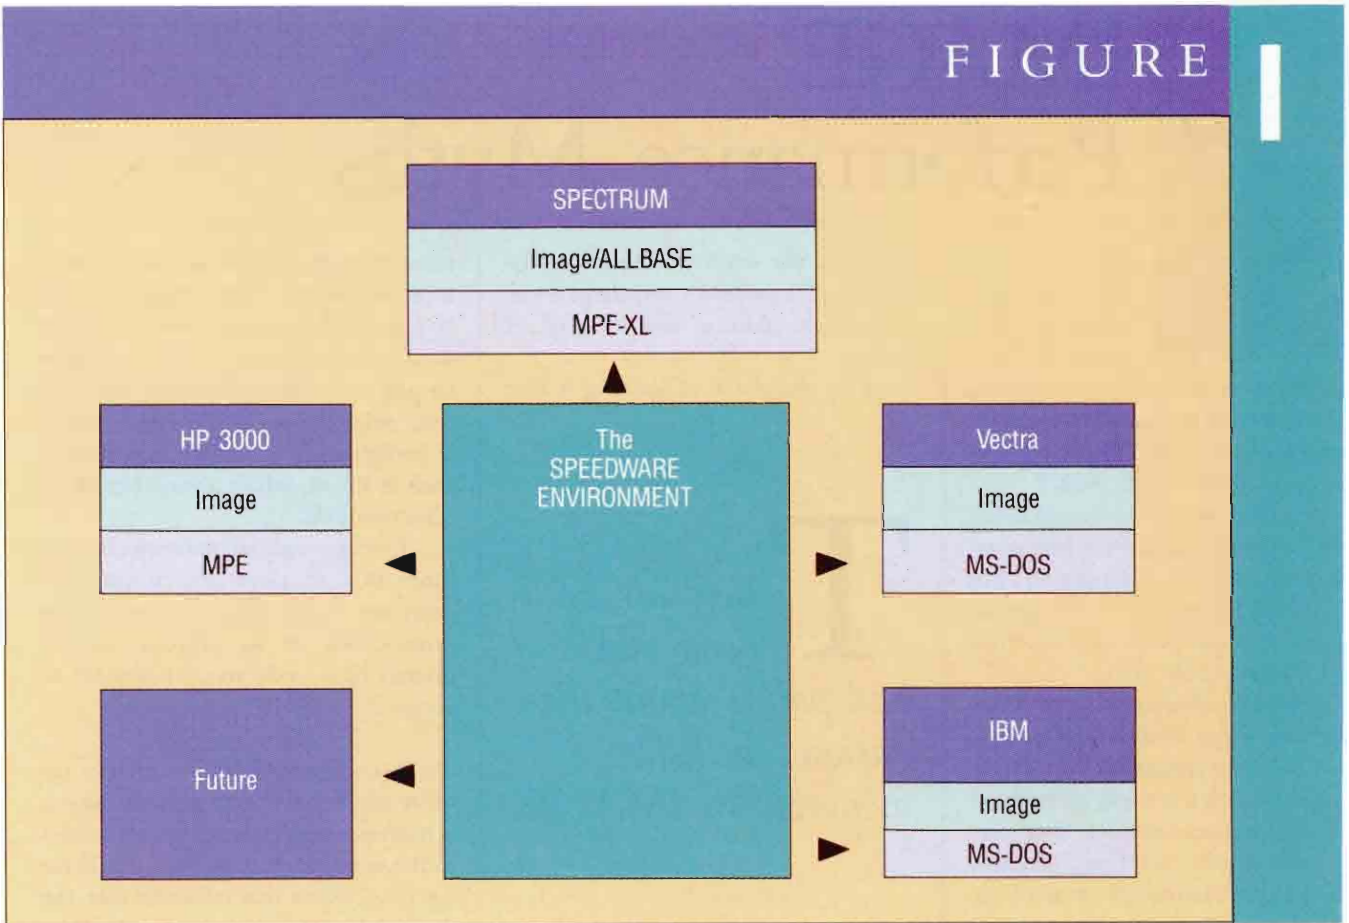 FIGURE 1
SPECTRUM
Image/ALLBASE
MPE-XL
HP 3000
Image
MPE
The
SPEEDWARE
ENVIRONMENT
Vectra
Image
MS-DOS
Future
IBM
Image
MS-DOS